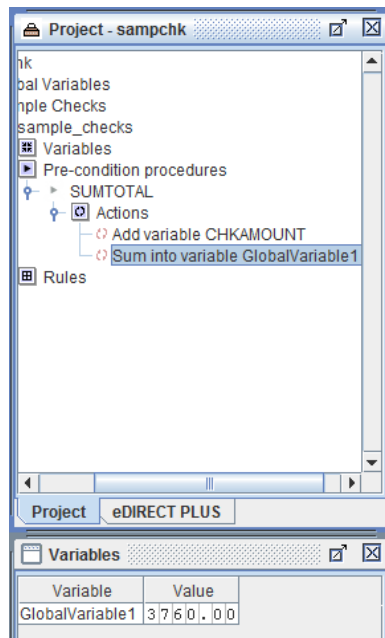 Project - sampchk
hk
bal Variables
nple Checks
sample_checks
Variables
Pre-condition procedures
SUMTOTAL
Actions
Add variable CHKAMOUNT
Sum into variable GlobalVariable1
Rules
Project eDIRECT PLUS
Variables
Variable Value
GlobalVariable1 3760.00